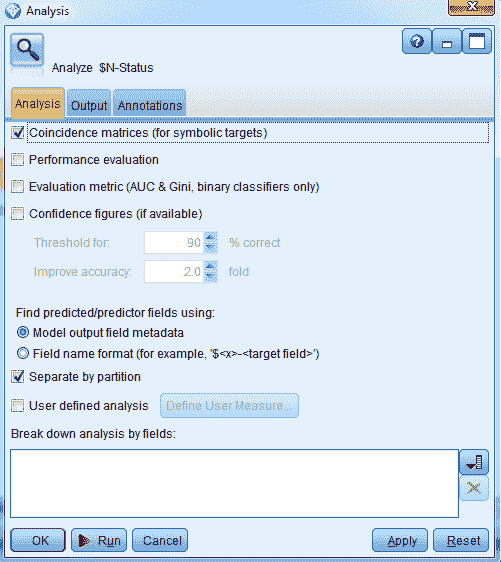 Analysis
?
Analyze $N-Status
Analysis Output Annotations
Coincidence matrices (for symbolic targets)
Performance evaluation
Evaluation metric (AUC & Gini, binary classifiers only)
Confidence figures (if available)
Threshold for: 90 % correct
Improve accuracy: 2.0 fold
Find predicted/predictor fields using:
Model output field metadata
Field name format (for example, '$<x>-<target field>')
Separate by partition
User defined analysis Define User Measure...
Break down analysis by fields:
OK Run Cancel Apply Reset